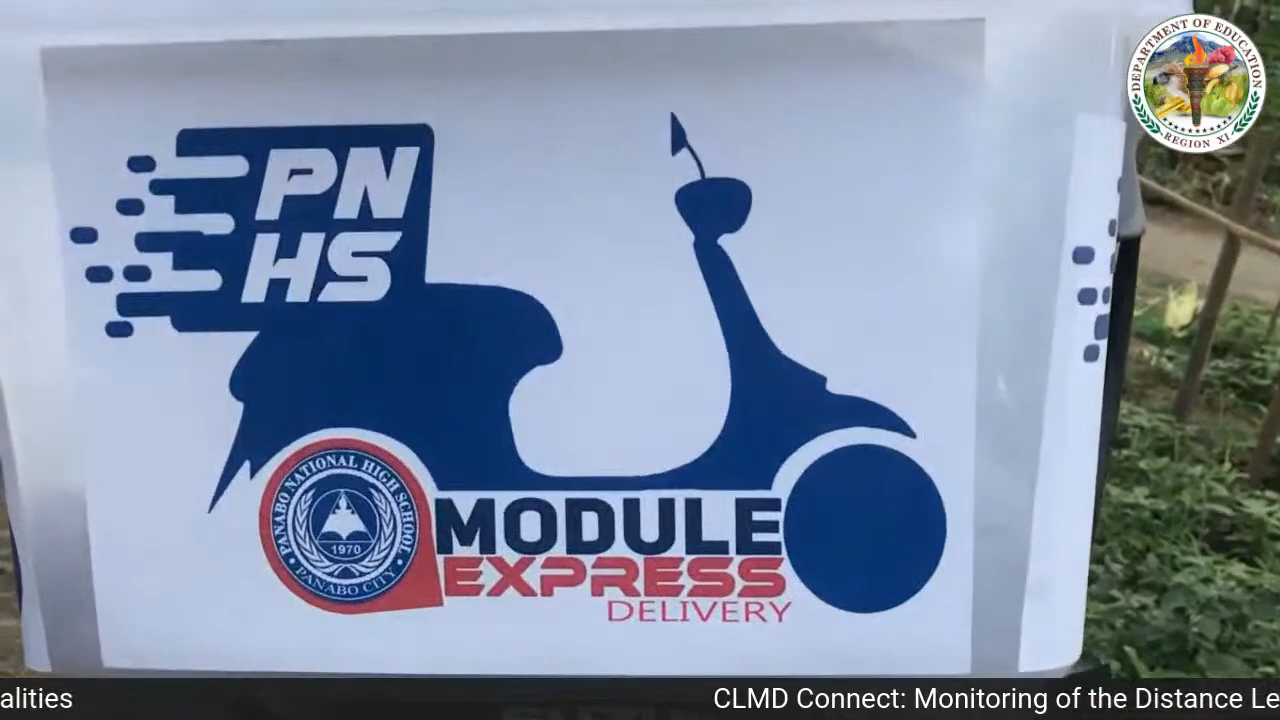 DEPARTMENT OF EDUCATION
REGION XI
PN
HS
PANABO NATIONAL HIGH SCHOOL
1970
PANABO CITY
MODULE
EXPRESS
DELIVERY
alities
CLMD Connect: Monitoring of the Distance Le